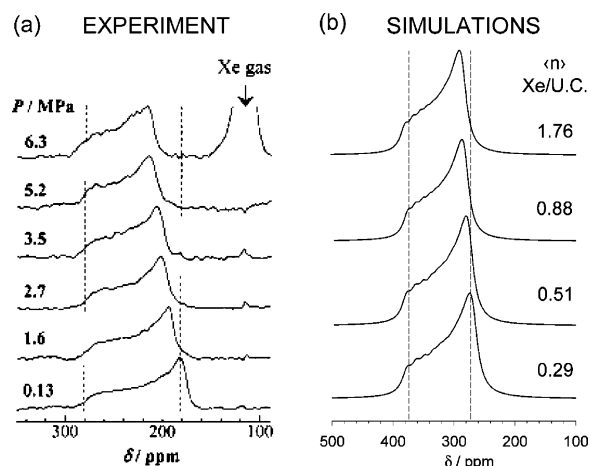 (a) EXPERIMENT
Xe gas
P / MPa
6.3
5.2
3.5
2.7
1.6
0.13
300 200 100
δ / ppm
(b) SIMULATIONS
‹n›
Xe/U.C.
1.76
0.88
0.51
0.29
500 400 300 200 100
δ / ppm